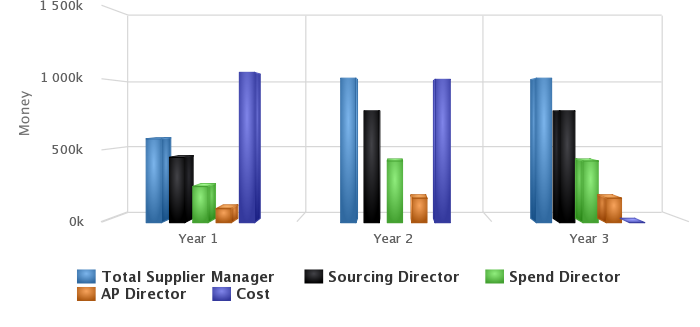 1 500k
1 000k
500k
0k
Money
Year 1 Year 2 Year 3
Total Supplier Manager Sourcing Director Spend Director
AP Director Cost